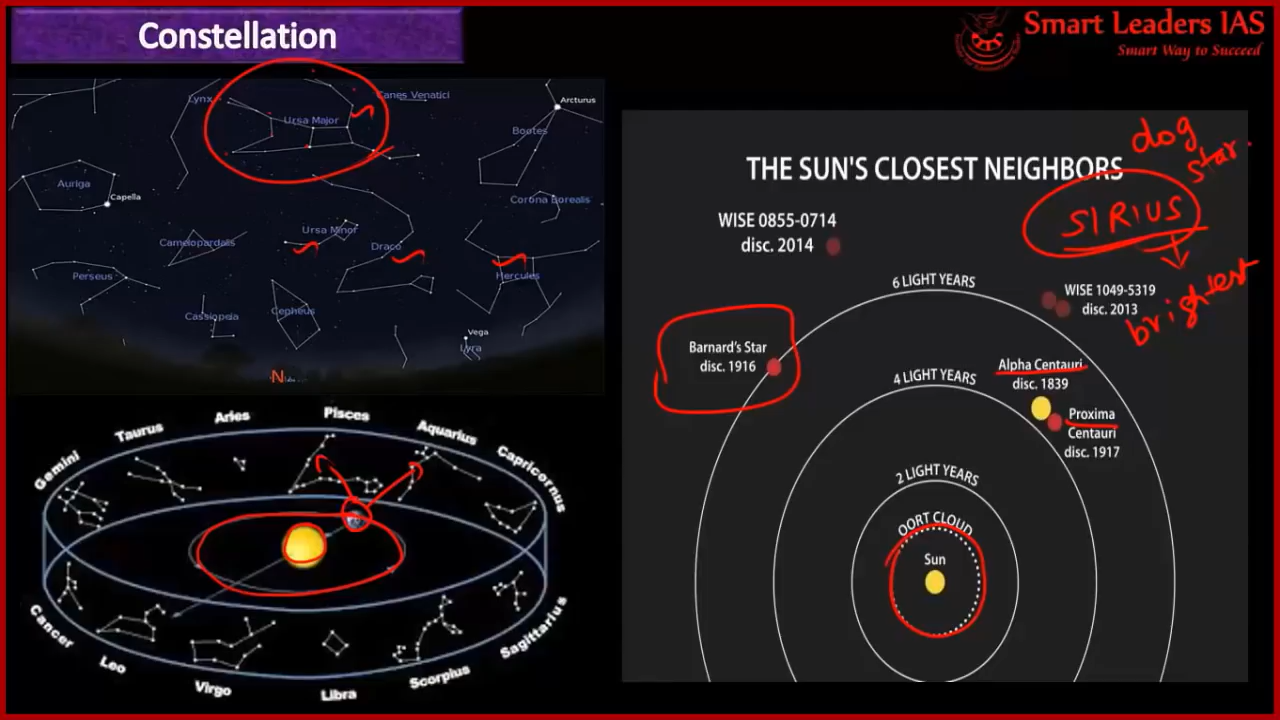 Constellation
Smart Leaders IAS
Smart Way to Succeed
Lynx
Canes Venatici
Ursa Major
Arcturus
Bootes
Auriga
Capella
Corona Borealis
Ursa Minor
Camelopardalis
Draco
Perseus
Hercules
Cassiopeia
Cepheus
Vega
Lyra
N
Gemini
Taurus
Aries
Pisces
Aquarius
Capricornus
Cancer
Leo
Virgo
Libra
Scorpius
Sagittarius
THE SUN'S CLOSEST NEIGHBORS
dog
star.
SIRIUS
brightest
WISE 0855-0714
disc. 2014
6 LIGHT YEARS
WISE 1049-5319
disc. 2013
Barnard's Star
disc. 1916
4 LIGHT YEARS
Alpha Centauri
disc. 1839
Proxima
Centauri
disc. 1917
2 LIGHT YEARS
OORT CLOUD
Sun